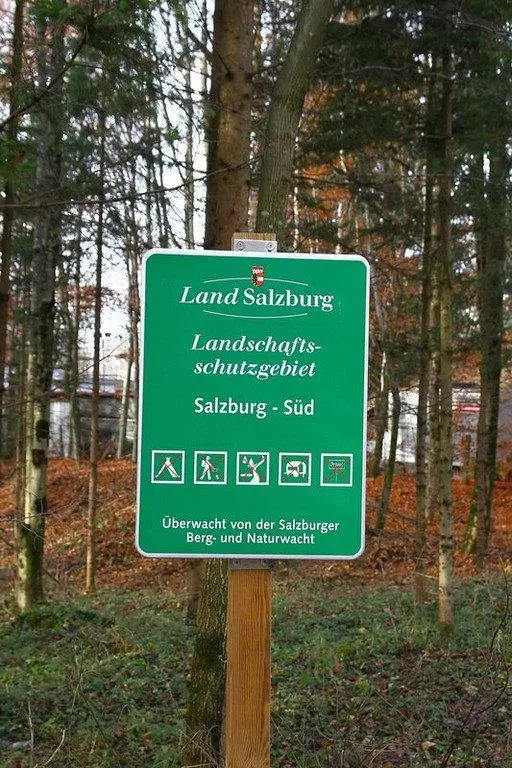 Land Salzburg
Landschafts-
schutzgebiet
Salzburg - Süd
Überwacht von der Salzburger
Berg- und Naturwacht